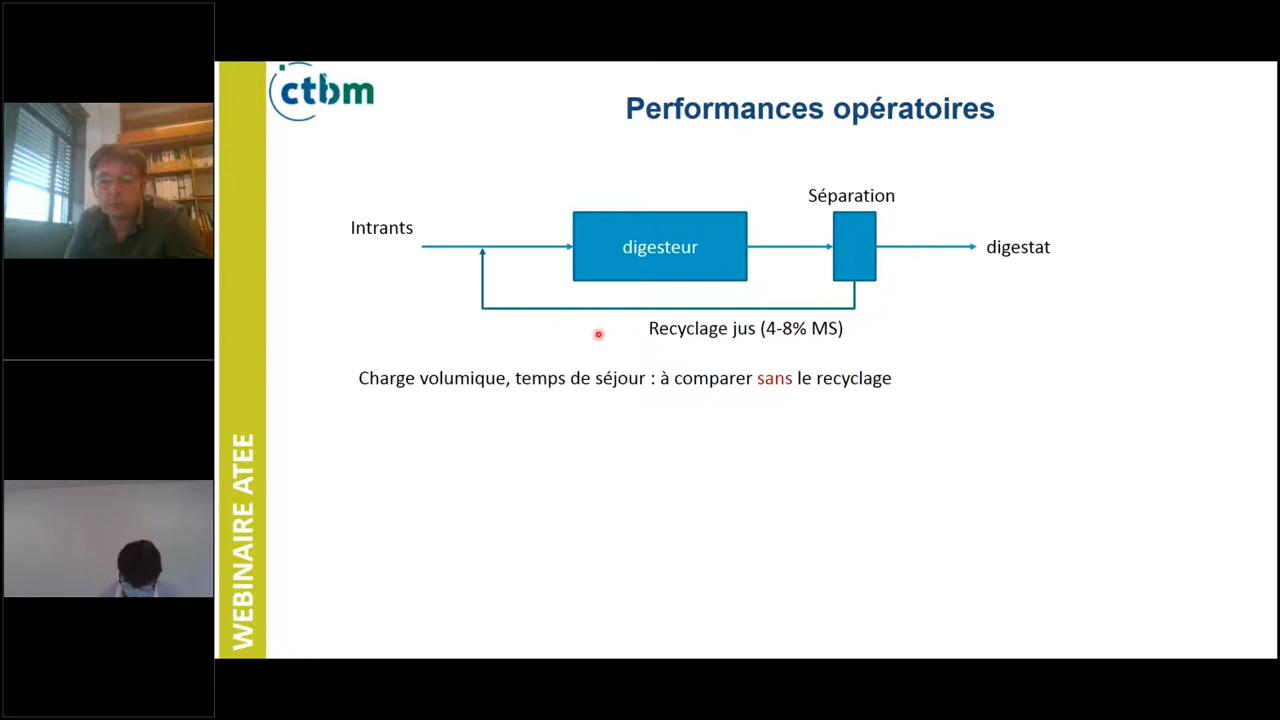 ctbm
Performances opératoires
Séparation
Intrants
digesteur
digestat
Recyclage jus (4-8% MS)
Charge volumique, temps de séjour : à comparer sans le recyclage
WEBINAIRE ATEE